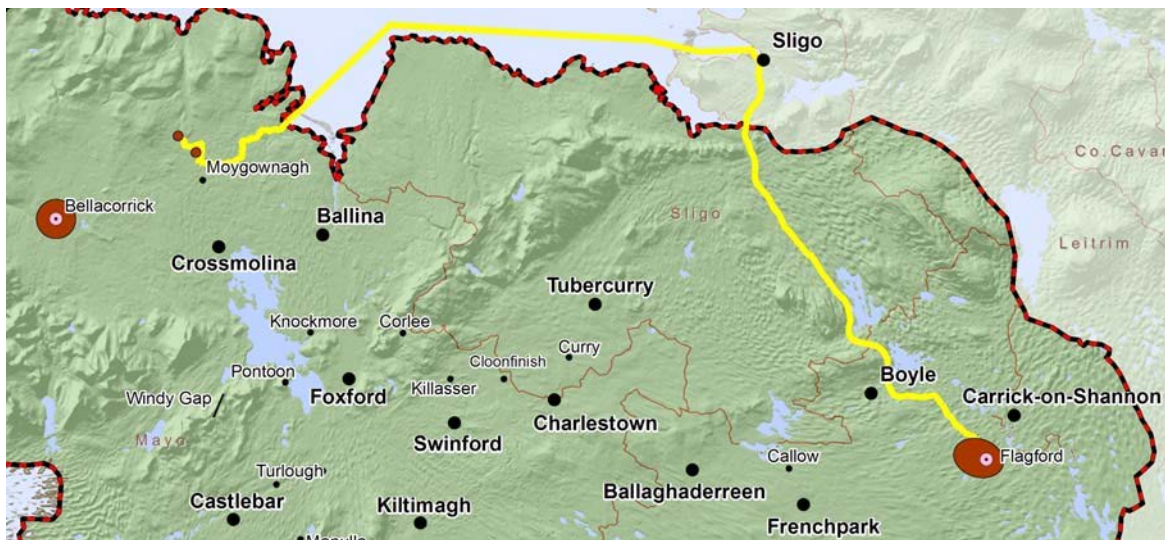 Sligo
Co.Cavan
Moygownagh
Bellacorrick
Ballina
Sligo
Leitrim
Crossmolina
Tubercurry
Knockmore
Corlee
Curry
Cloonfinish
Pontoon
Killasser
Foxford
Boyle
Windy Gap
Carrick-on-Shannon
Charlestown
Swinford
Mayo
Flagford
Callow
Turlough
Ballaghaderreen
Castlebar
Kiltimagh
Frenchpark